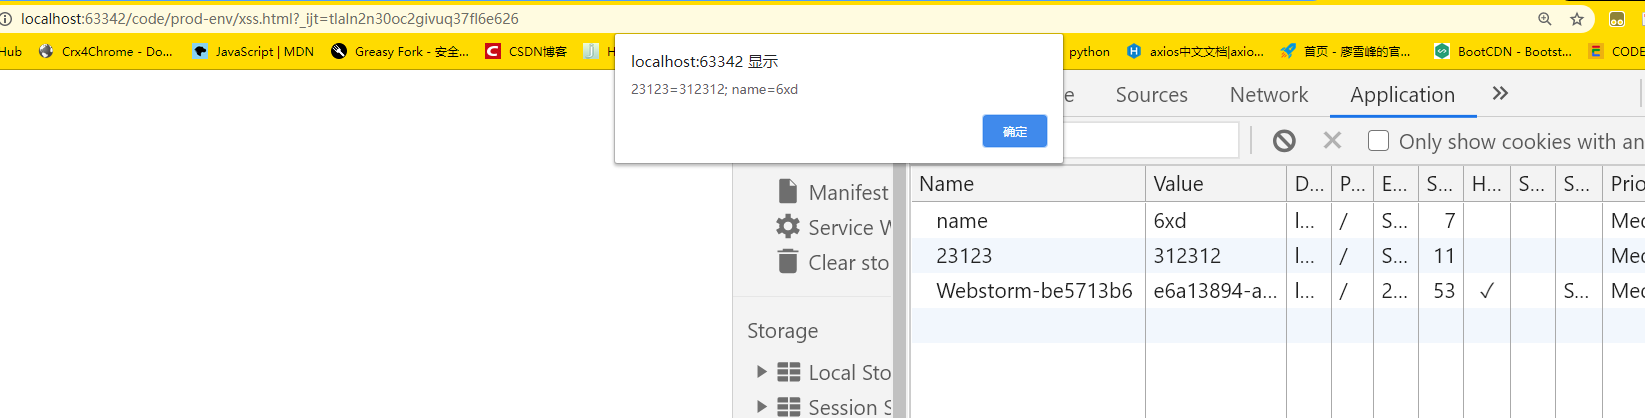 localhost:63342/code/prod-env/xss.html?_ijt=tlaln2n30oc2givuq37fl6e626
Hub Crx4Chrome - Do... JavaScript | MDN Greasy Fork - 安全... CSDN博客 H python axios中文文档|axio... 首页 - 廖雪峰的官... BootCDN - Bootst... CODE
localhost:63342 显示
23123=312312; name=6xd
确定
e Sources Network Application
Only show cookies with an
Name Value D... P... E... S... H... S... S... Prio
name 6xd l... / S... 7 Med
23123 312312 l... / S... 11 Med
Webstorm-be5713b6 e6a13894-a... l... / 2... 53 ✓ S... Med
Manifest
Service W
Clear sto
Storage
Local Sto
Session S